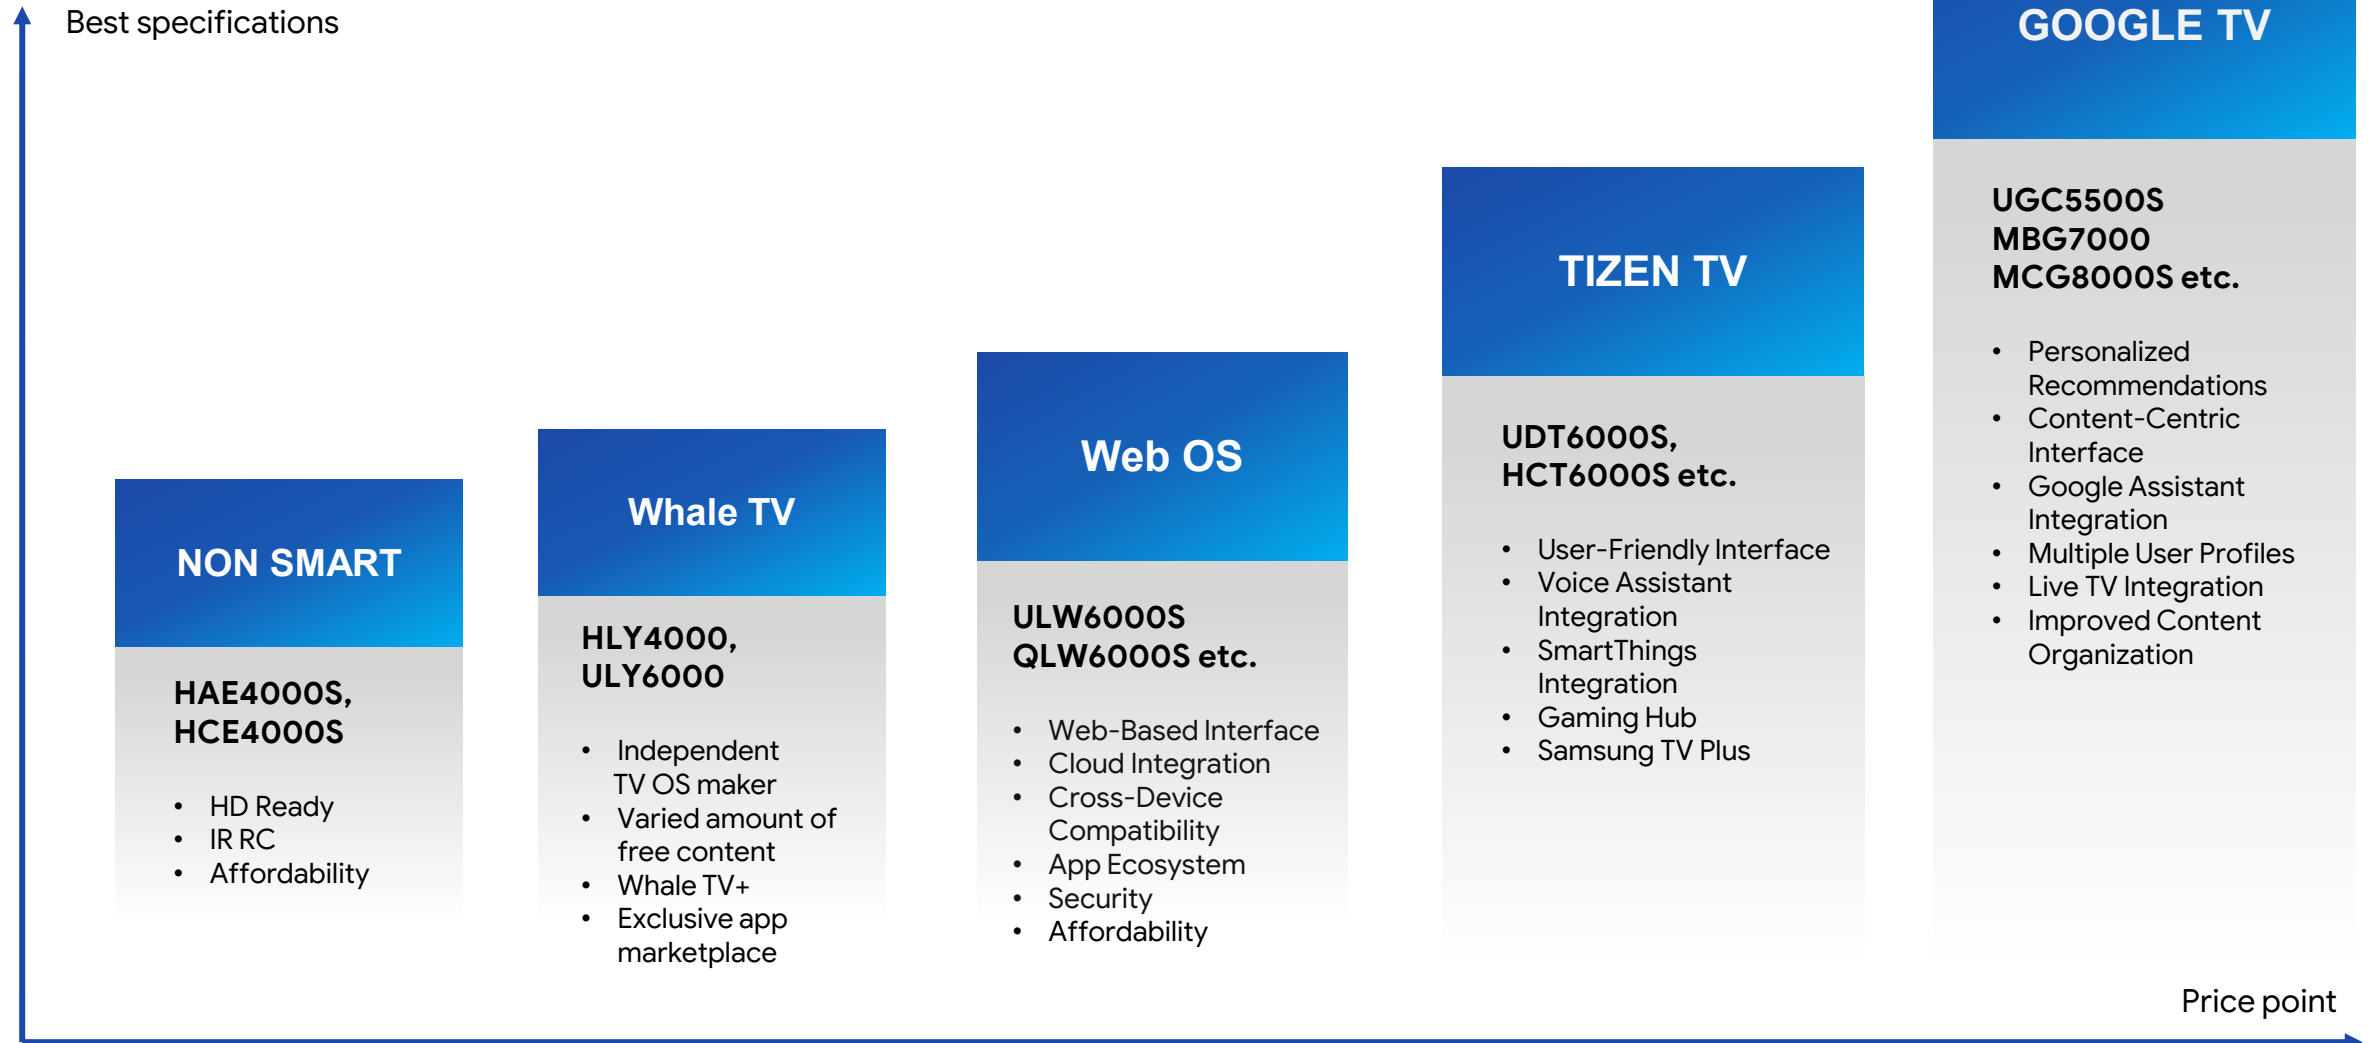 Best specifications
NON SMART
HAE4000S,
HCE4000S
• HD Ready
• IR RC
• Affordability
Whale TV
HLY4000,
ULY6000
• Independent
TV OS maker
• Varied amount of
free content
• Whale TV+
• Exclusive app
marketplace
Web OS
ULW6000S
QLW6000S etc.
• Web-Based Interface
• Cloud Integration
• Cross-Device
Compatibility
• App Ecosystem
• Security
• Affordability
TIZEN TV
UDT6000S,
HCT6000S etc.
• User-Friendly Interface
• Voice Assistant
Integration
• SmartThings
Integration
• Gaming Hub
• Samsung TV Plus
GOOGLE TV
UGC5500S
MBG7000
MCG8000S etc.
• Personalized
Recommendations
• Content-Centric
Interface
• Google Assistant
Integration
• Multiple User Profiles
• Live TV Integration
• Improved Content
Organization
Price point